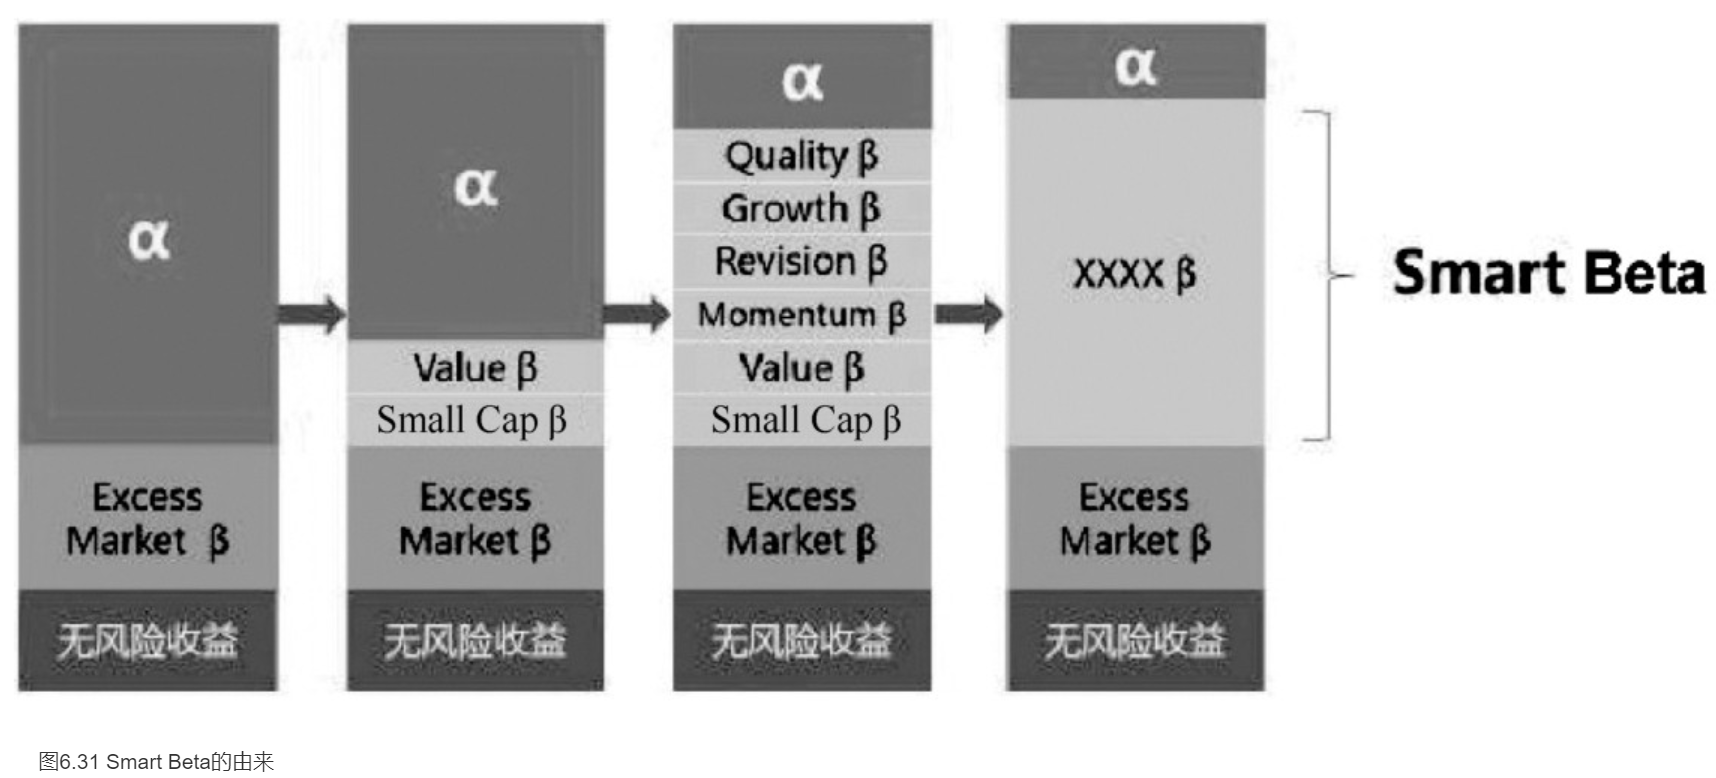 α
Excess
Market β
无风险收益
α
Value β
Small Cap β
Excess
Market β
无风险收益
α
Quality β
Growth β
Revision β
Momentum β
Value β
Small Cap β
Excess
Market β
无风险收益
α
XXXX β
Excess
Market β
无风险收益
Smart Beta
图6.31 Smart Beta的由来